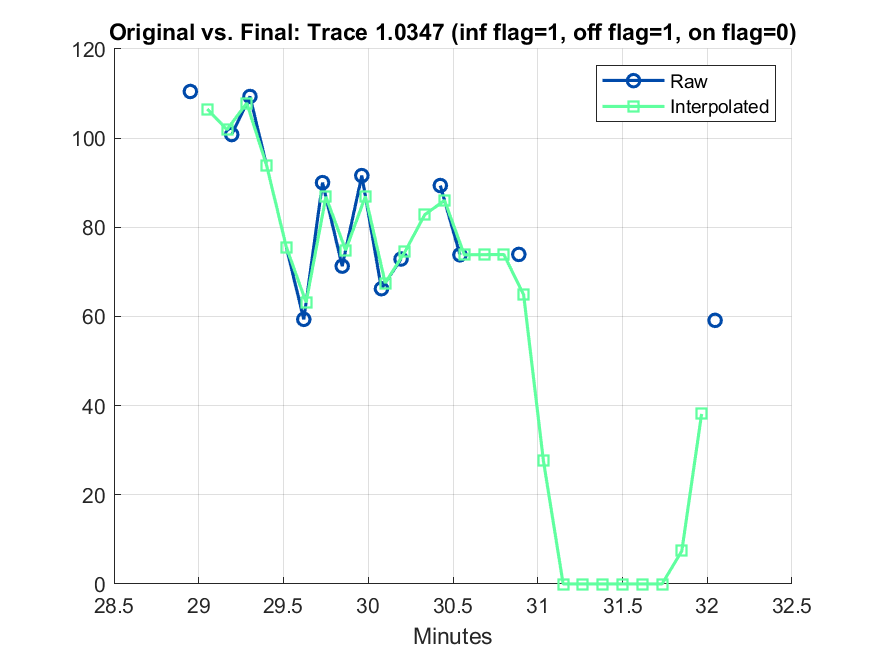 Original vs. Final: Trace 1.0347 (inf flag=1, off flag=1, on flag=0)
120
100
80
60
40
20
0
Raw
Interpolated
28.5 29 29.5 30 30.5 31 31.5 32 32.5
Minutes